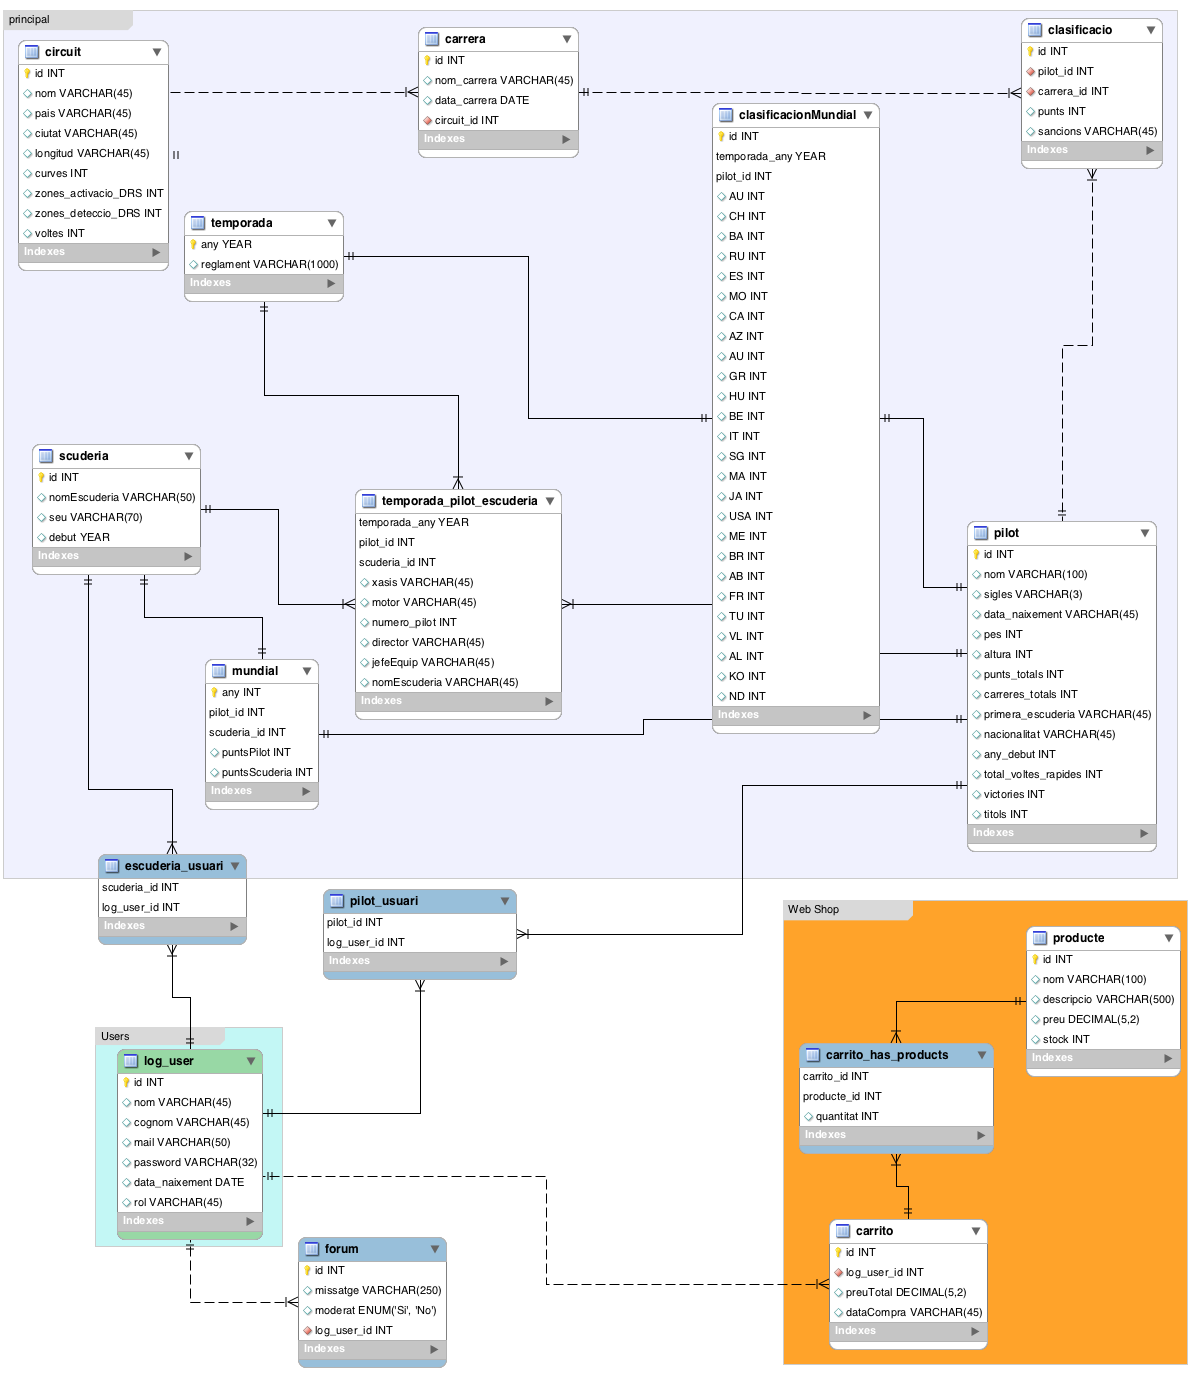 principal
circuit
id INT
nom VARCHAR(45)
pais VARCHAR(45)
ciutat VARCHAR(45)
longitud VARCHAR(45)
curves INT
zones_activacio_DRS INT
zones_deteccio_DRS INT
voltes INT
Indexes
carrera
id INT
nom_carrera VARCHAR(45)
data_carrera DATE
circuit_id INT
Indexes
clasificacio
id INT
pilot_id INT
carrera_id INT
punts INT
sancions VARCHAR(45)
Indexes
temporada
any YEAR
reglament VARCHAR(1000)
Indexes
clasificacionMundial
id INT
temporada_any YEAR
pilot_id INT
AU INT
CH INT
BA INT
RU INT
ES INT
MO INT
CA INT
AZ INT
AU INT
GR INT
HU INT
BE INT
IT INT
SG INT
MA INT
JA INT
USA INT
ME INT
BR INT
AB INT
FR INT
TU INT
VL INT
AL INT
KO INT
ND INT
Indexes
scuderia
id INT
nomEscuderia VARCHAR(50)
seu VARCHAR(70)
debut YEAR
Indexes
temporada_pilot_escuderia
temporada_any YEAR
pilot_id INT
scuderia_id INT
xasis VARCHAR(45)
motor VARCHAR(45)
numero_pilot INT
director VARCHAR(45)
jefeEquip VARCHAR(45)
nomEscuderia VARCHAR(45)
Indexes
pilot
id INT
nom VARCHAR(100)
sigles VARCHAR(3)
data_naixement VARCHAR(45)
pes INT
altura INT
punts_totals INT
carreres_totals INT
primera_escuderia VARCHAR(45)
nacionalitat VARCHAR(45)
any_debut INT
total_voltes_rapides INT
victories INT
titols INT
Indexes
mundial
any INT
pilot_id INT
scuderia_id INT
puntsPilot INT
puntsScuderia INT
Indexes
escuderia_usuari
scuderia_id INT
log_user_id INT
Indexes
pilot_usuari
pilot_id INT
log_user_id INT
Indexes
Users
log_user
id INT
nom VARCHAR(45)
cognom VARCHAR(45)
mail VARCHAR(50)
password VARCHAR(32)
data_naixement DATE
rol VARCHAR(45)
Indexes
forum
id INT
missatge VARCHAR(250)
moderat ENUM('Si', 'No')
log_user_id INT
Indexes
Web Shop
producte
id INT
nom VARCHAR(100)
descripcio VARCHAR(500)
preu DECIMAL(5,2)
stock INT
Indexes
carrito_has_products
carrito_id INT
producte_id INT
quantitat INT
Indexes
carrito
id INT
log_user_id INT
preuTotal DECIMAL(5,2)
dataCompra VARCHAR(45)
Indexes